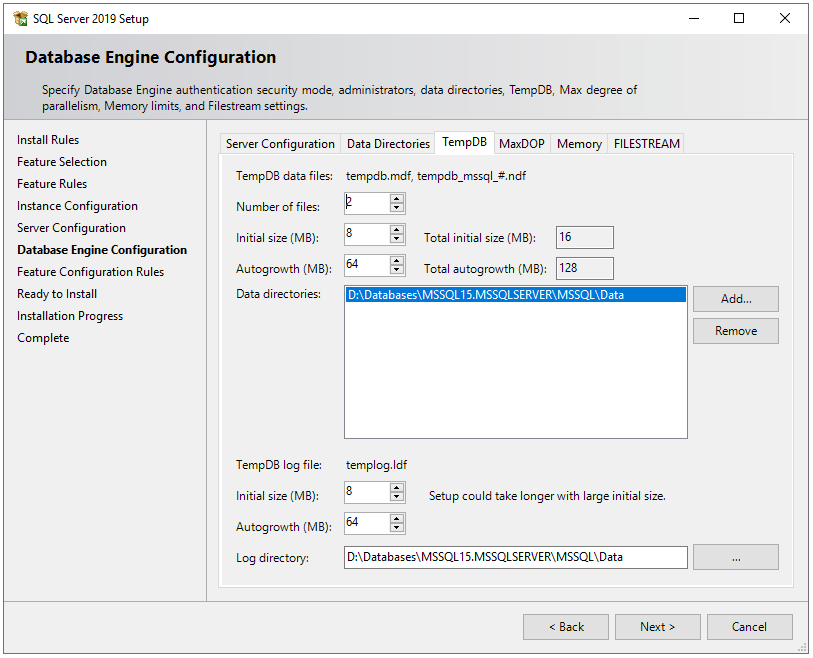 SQL Server 2019 Setup
Database Engine Configuration
Specify Database Engine authentication security mode, administrators, data directories, TempDB, Max degree of
parallelism, Memory limits, and Filestream settings.
Install Rules
Feature Selection
Feature Rules
Instance Configuration
Server Configuration
Database Engine Configuration
Feature Configuration Rules
Ready to Install
Installation Progress
Complete
Server Configuration Data Directories TempDB MaxDOP Memory FILESTREAM
TempDB data files: tempdb.mdf, tempdb_mssql_#.ndf
Number of files: 2
Initial size (MB): 8 Total initial size (MB): 16
Autogrowth (MB): 64 Total autogrowth (MB): 128
Data directories: D:\Databases\MSSQL15.MSSQLSERVER\MSSQL\Data Add...
Remove
TempDB log file: templog.ldf
Initial size (MB): 8 Setup could take longer with large initial size.
Autogrowth (MB): 64
Log directory: D:\Databases\MSSQL15.MSSQLSERVER\MSSQL\Data ...
< Back Next > Cancel